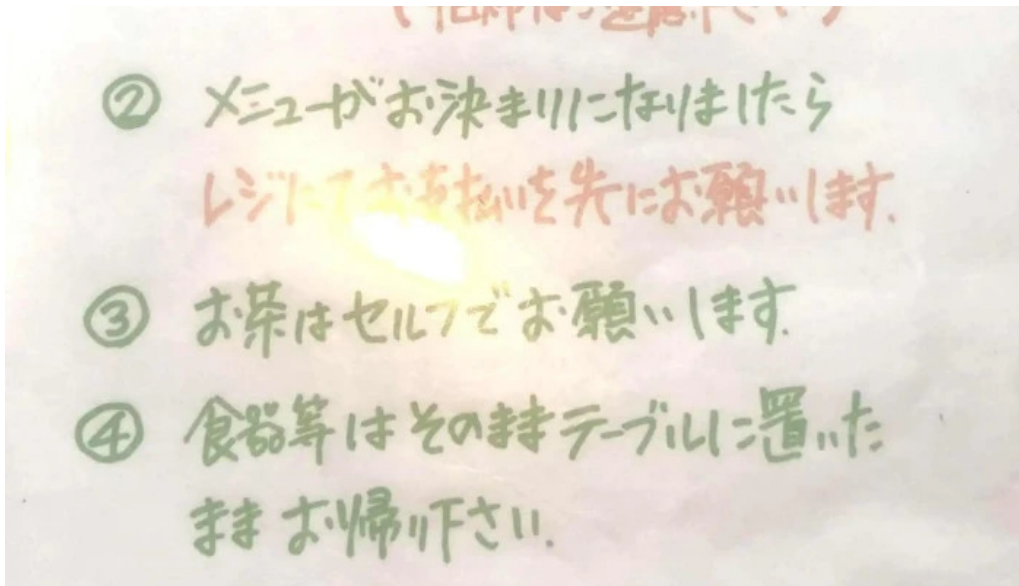 ② メニューがお決まりになりましたら
レジにてお支払いを先にお願いします.
③ お茶はセルフでお願いします.
④ 食器等はそのままテーブルに置いた
ままお帰り下さい.